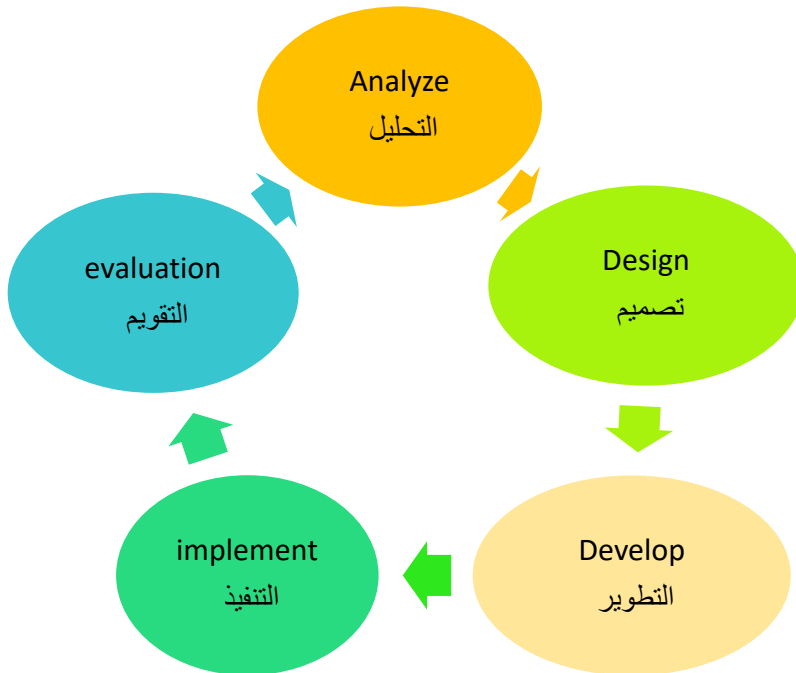 Analyze
التحليل
Design
تصميم
Develop
التطوير
implement
التنفيذ
evaluation
التقويم